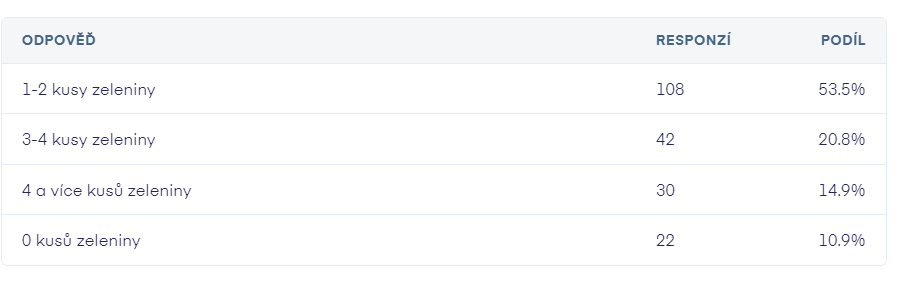 ODPOVĚĎ RESPONZÍ PODÍL
1-2 kusy zeleniny 108 53.5%
3-4 kusy zeleniny 42 20.8%
4 a více kusů zeleniny 30 14.9%
0 kusů zeleniny 22 10.9%